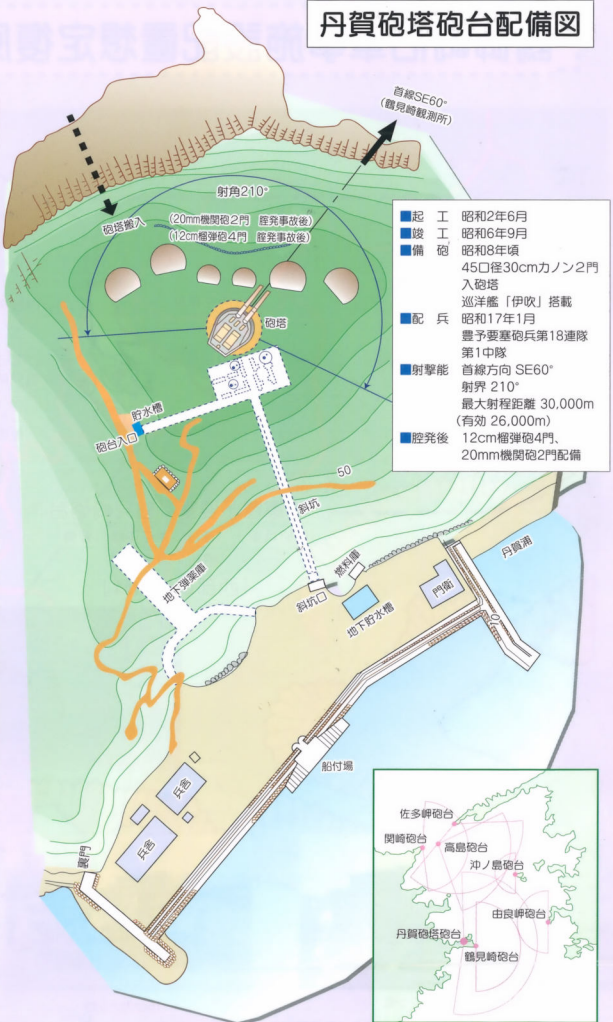 丹賀砲塔砲台配備図
首線SE60°
(鶴見崎観測所)
射角210°
砲塔搬入
(20mm機関砲2門 腟発事故後)
(12cm榴弾砲4門 腟発事故後)
■起 工 昭和2年6月
■竣 工 昭和6年9月
■備 砲 昭和8年頃
45口径30cmカノン2門
入砲塔
巡洋艦「伊吹」搭載
■配 兵 昭和17年1月
豊予要塞砲兵第18連隊
第1中隊
■射撃能 首線方向 SE60°
射界 210°
最大射程距離 30,000m
(有効 26,000m)
■腔発後 12cm榴弾砲4門、
20mm機関砲2門配備
砲塔
貯水槽
砲台入口
50
斜坑
丹賀浦
地下弾薬庫
燃料庫
斜坑口
地下貯水槽
門衛
船付場
兵舎
兵舎
裏門
佐多岬砲台
関崎砲台
高島砲台
沖ノ島砲台
由良岬砲台
丹賀砲塔砲台
鶴見崎砲台